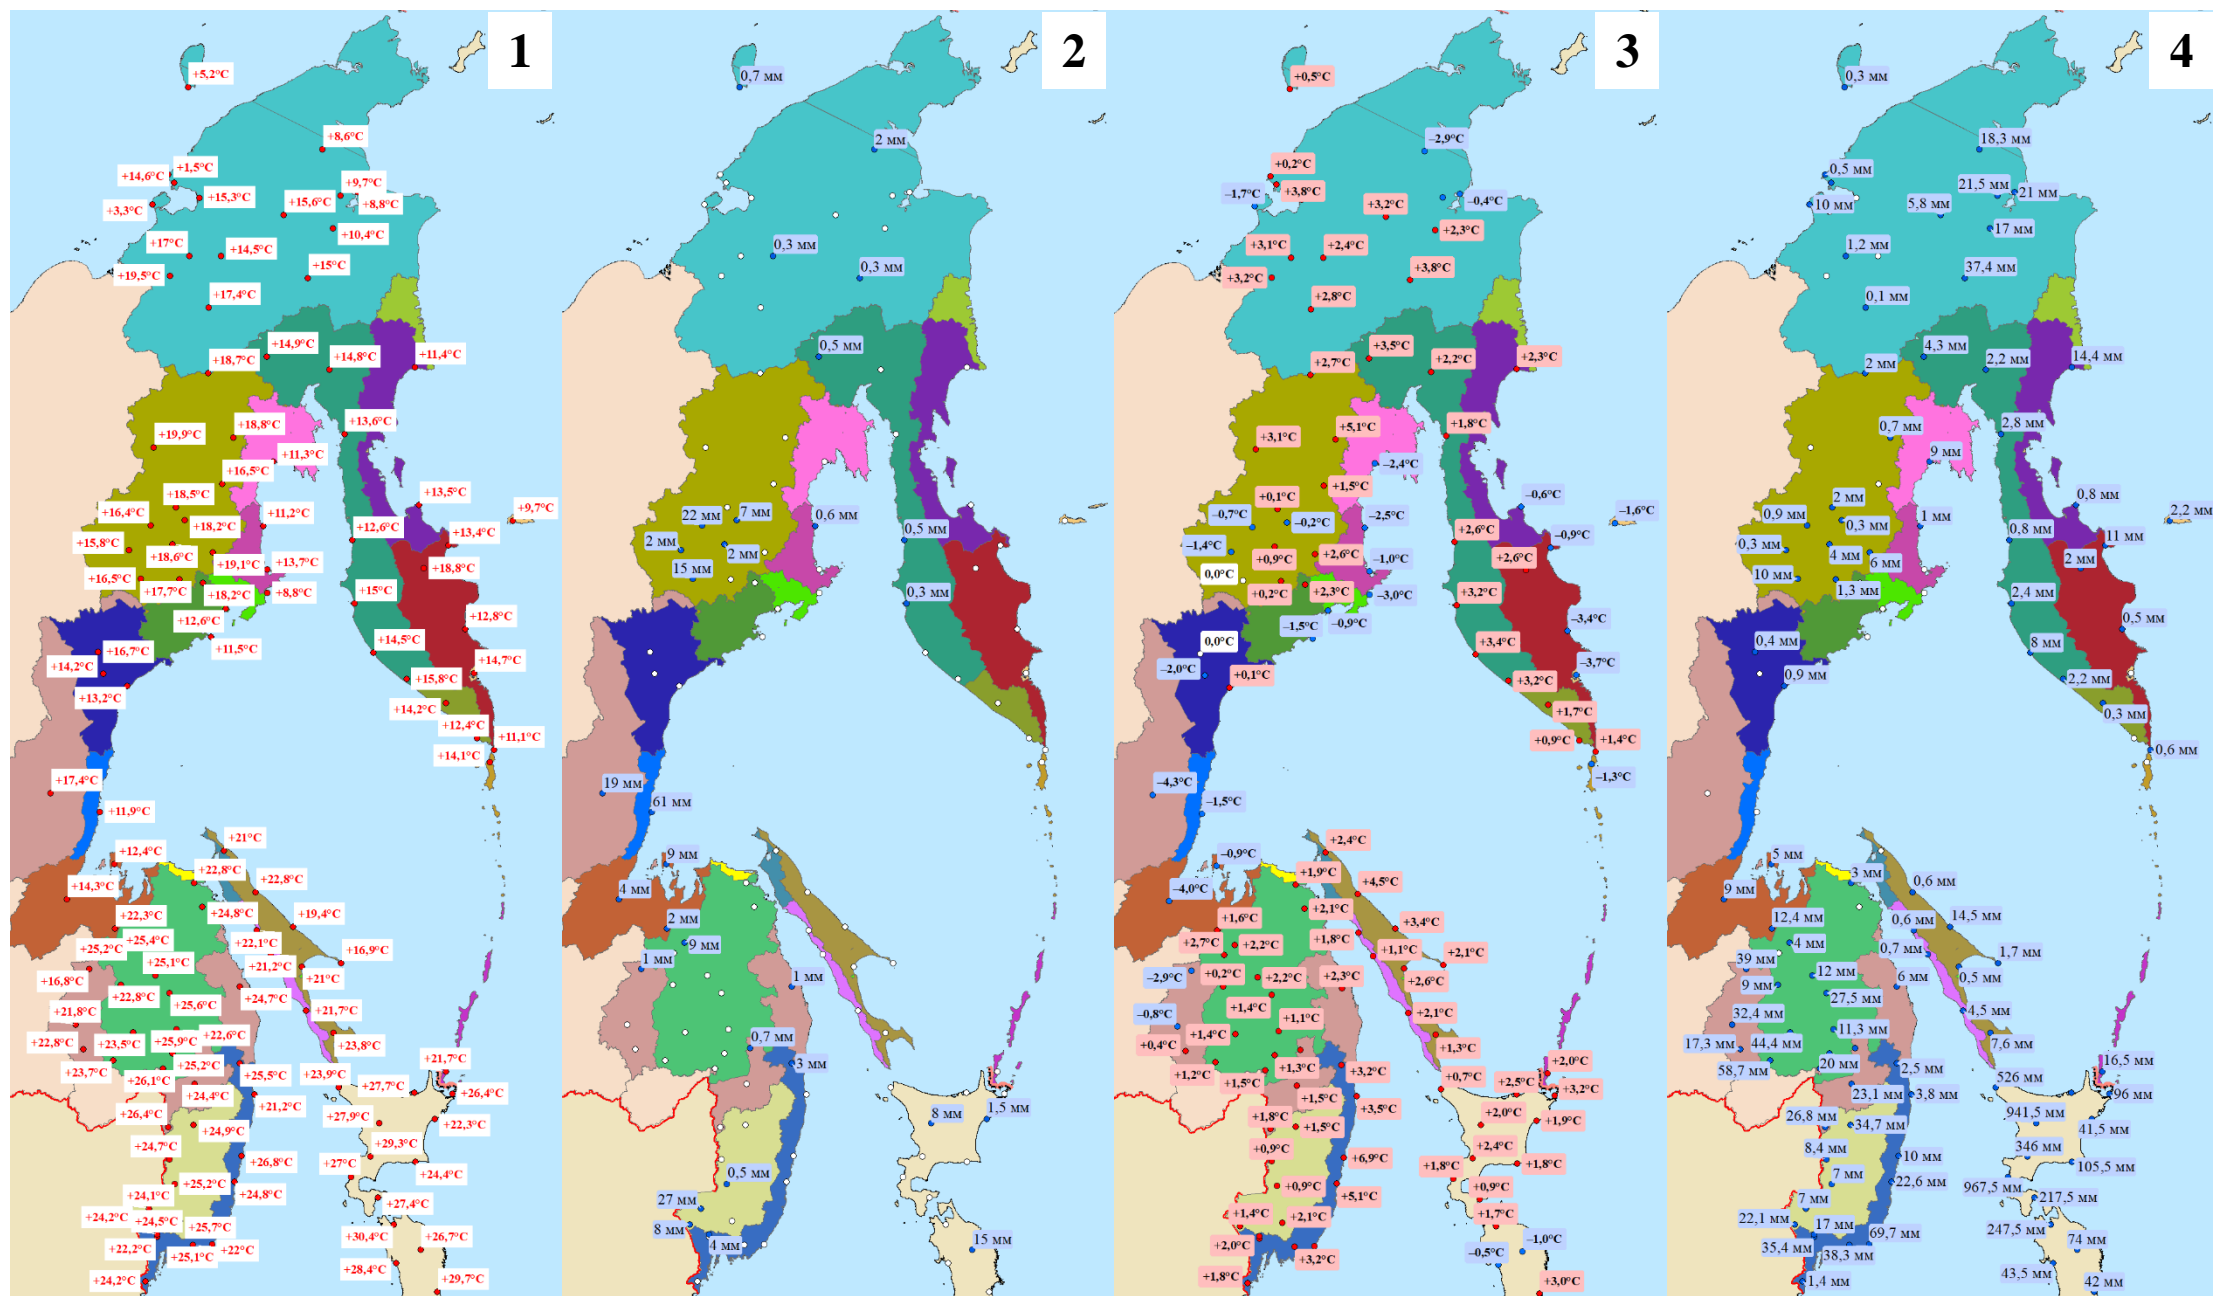 1
+5,2°C
+8,6°C
+1,5°C
+14,6°C
+9,7°C
+15,3°C
+15,6°C
+8,8°C
+3,3°C
+10,4°C
+17°C
+14,5°C
+15°C
+19,5°C
+17,4°C
+14,9°C
+18,7°C
+14,8°C
+11,4°C
+13,6°C
+18,8°C
+19,9°C
+11,3°C
+16,5°C
+18,5°C
+13,5°C
+9,7°C
+16,4°C
+11,2°C
+18,2°C
+12,6°C
+13,4°C
+15,8°C
+18,6°C
+19,1°C
+13,7°C
+18,8°C
+16,5°C
+17,7°C
+18,2°C
+8,8°C
+15°C
+12,6°C
+12,8°C
+11,5°C
+14,5°C
+16,7°C
+14,2°C
+14,7°C
+15,8°C
+13,2°C
+14,2°C
+12,4°C
+11,1°C
+14,1°C
+17,4°C
+11,9°C
+21°C
+12,4°C
+22,8°C
+22,8°C
+14,3°C
+24,8°C
+22,3°C
+19,4°C
+25,4°C
+22,1°C
+25,2°C
+16,9°C
+25,1°C
+21,2°C
+21°C
+16,8°C
+22,8°C
+24,7°C
+25,6°C
+21,8°C
+21,7°C
+22,6°C
+22,8°C
+23,5°C
+25,9°C
+23,8°C
+21,7°C
+25,2°C
+23,7°C
+26,1°C
+25,5°C
+23,9°C
+27,7°C
+26,4°C
+24,4°C
+21,2°C
+26,4°C
+27,9°C
+22,3°C
+24,9°C
+24,7°C
+29,3°C
+26,8°C
+27°C
+24,4°C
+25,2°C
+24,8°C
+24,1°C
+27,4°C
+24,2°C
+24,5°C
+25,7°C
+30,4°C
+26,7°C
+22,2°C
+25,1°C
+22°C
+28,4°C
+24,2°C
+29,7°C
2
0,7 мм
2 мм
0,3 мм
0,3 мм
0,5 мм
22 мм
7 мм
0,6 мм
0,5 мм
2 мм
2 мм
15 мм
0,3 мм
19 мм
61 мм
9 мм
4 мм
2 мм
9 мм
1 мм
1 мм
0,7 мм
3 мм
8 мм
1,5 мм
0,5 мм
27 мм
8 мм
4 мм
15 мм
3
+0,5°C
–2,9°C
+0,2°C
–1,7°C
+3,8°C
–0,4°C
+3,2°C
+2,3°C
+3,1°C
+2,4°C
+3,8°C
+3,2°C
+2,8°C
+3,5°C
+2,7°C
+2,2°C
+2,3°C
+1,8°C
+5,1°C
+3,1°C
–2,4°C
+1,5°C
+0,1°C
–0,6°C
–1,6°C
–0,7°C
–0,2°C
–2,5°C
+2,6°C
–0,9°C
–1,4°C
+0,9°C
+2,6°C
–1,0°C
+2,6°C
0,0°C
+0,2°C
+2,3°C
–3,0°C
+3,2°C
–1,5°C
–0,9°C
–3,4°C
0,0°C
+3,4°C
–2,0°C
+0,1°C
–3,7°C
+3,2°C
+1,7°C
+0,9°C
+1,4°C
–1,3°C
–4,3°C
–1,5°C
+2,4°C
–0,9°C
+1,9°C
+4,5°C
–4,0°C
+2,1°C
+1,6°C
+3,4°C
+2,7°C
+2,2°C
+1,8°C
+1,1°C
+2,1°C
–2,9°C
+0,2°C
+2,2°C
+2,3°C
+2,6°C
–0,8°C
+1,4°C
+2,1°C
+1,1°C
+0,4°C
+1,4°C
+1,3°C
+1,2°C
+1,3°C
+3,2°C
+2,0°C
+1,5°C
+0,7°C
+2,5°C
+3,2°C
+1,5°C
+3,5°C
+1,8°C
+1,5°C
+2,0°C
+1,9°C
+0,9°C
+6,9°C
+2,4°C
+1,8°C
+1,8°C
+0,9°C
+5,1°C
+0,9°C
+1,4°C
+2,1°C
+1,7°C
+2,0°C
–1,0°C
–0,5°C
+3,2°C
+1,8°C
+3,0°C
4
0,3 мм
18,3 мм
0,5 мм
21,5 мм
21 мм
10 мм
5,8 мм
17 мм
1,2 мм
37,4 мм
0,1 мм
4,3 мм
2 мм
2,2 мм
14,4 мм
0,7 мм
2,8 мм
9 мм
2 мм
0,8 мм
2,2 мм
0,9 мм
0,3 мм
1 мм
0,8 мм
11 мм
0,3 мм
4 мм
6 мм
2 мм
10 мм
1,3 мм
2,4 мм
0,5 мм
0,4 мм
8 мм
0,9 мм
2,2 мм
0,3 мм
0,6 мм
5 мм
3 мм
0,6 мм
9 мм
12,4 мм
0,6 мм
14,5 мм
4 мм
0,7 мм
1,7 мм
39 мм
12 мм
6 мм
0,5 мм
9 мм
27,5 мм
32,4 мм
4,5 мм
11,3 мм
17,3 мм
44,4 мм
7,6 мм
58,7 мм
20 мм
2,5 мм
16,5 мм
526 мм
23,1 мм
3,8 мм
96 мм
26,8 мм
34,7 мм
941,5 мм
41,5 мм
8,4 мм
10 мм
346 мм
105,5 мм
7 мм
22,6 мм
967,5 мм
7 мм
217,5 мм
22,1 мм
17 мм
69,7 мм
247,5 мм
35,4 мм
38,3 мм
74 мм
1,4 мм
43,5 мм
42 мм